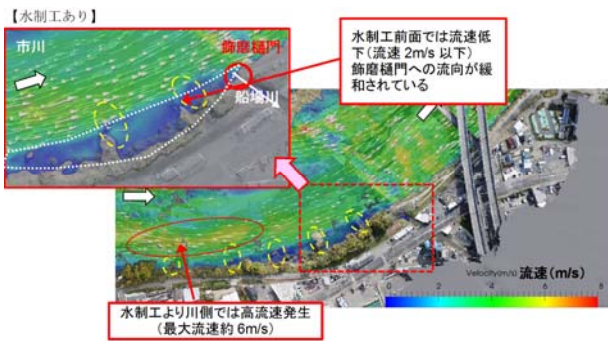 【水制工あり】
市川
飾磨樋門
船場川
水制工前面では流速低
下(流速 2m/s 以下)
飾磨樋門への流向が緩
和されている
水制工より川側では高流速発生
(最大流速約 6m/s)
Velocity(m/s) 流速(m/s)
0 2 4 6 8